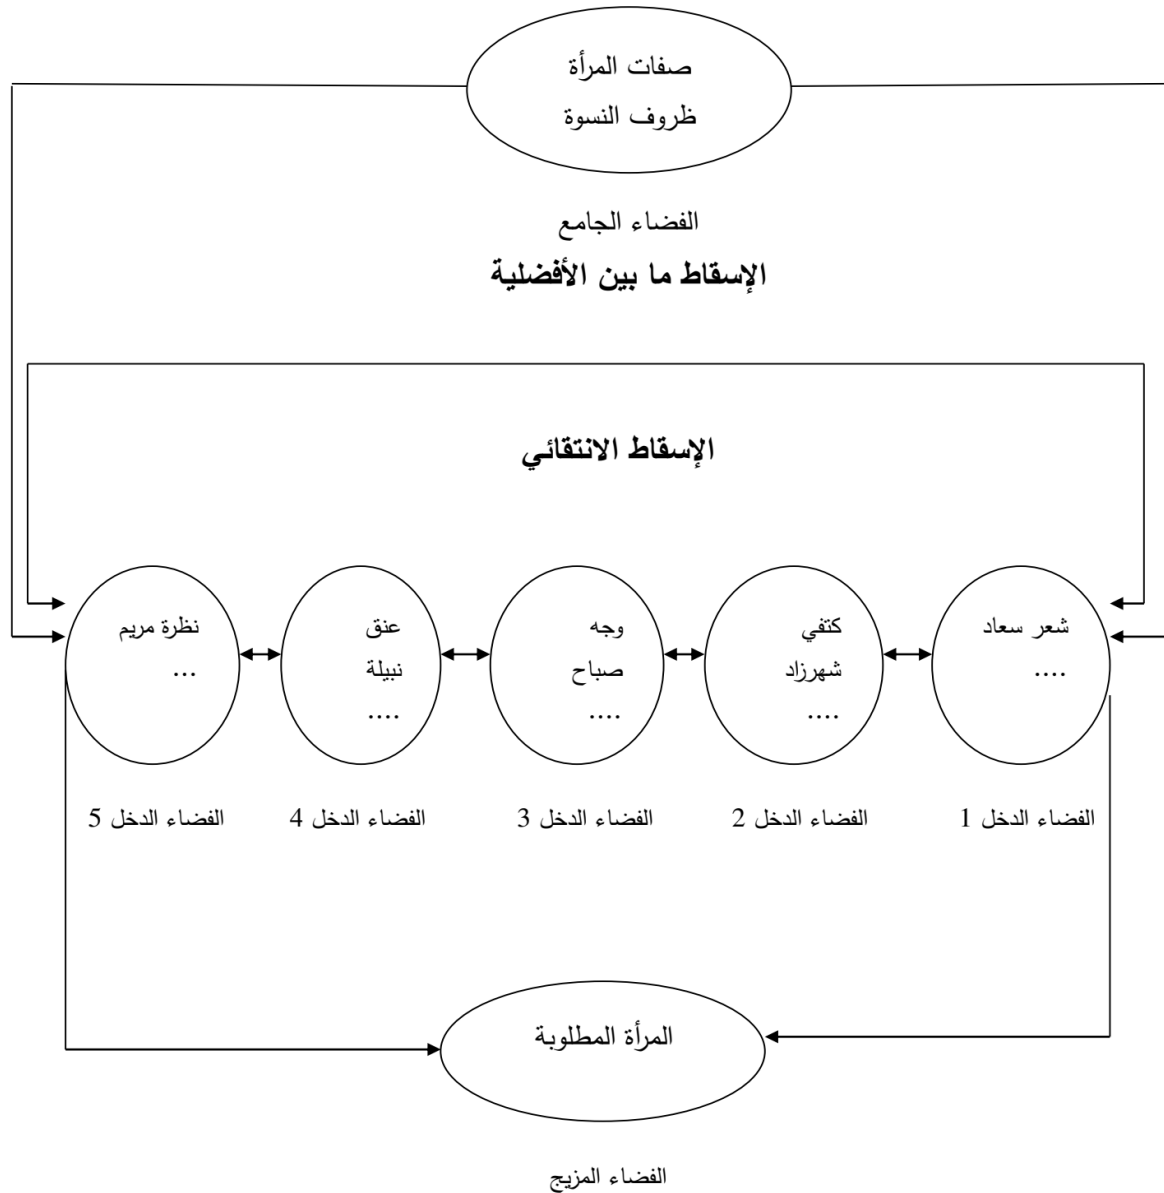 صفات المرأة
ظروف النسوة
الفضاء الجامع
الإسقاط ما بين الأفضلية
الإسقاط الانتقائي
شعر سعاد
....
كتفي
شهرزاد
....
وجه
صباح
....
عنق
نبيلة
....
نظرة مريم
...
الفضاء الدخل 1
الفضاء الدخل 2
الفضاء الدخل 3
الفضاء الدخل 4
الفضاء الدخل 5
المرأة المطلوبة
الفضاء المزيج